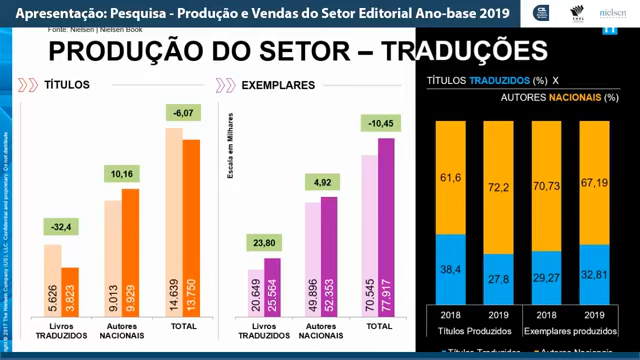 Apresentação: Pesquisa - Produção e Vendas do Setor Editorial Ano-base 2019
CBL
SNEL
nielsen
Fonte: Nielsen | Nielsen Book
PRODUÇÃO DO SETOR – TRADUÇÕES
TÍTULOS
EXEMPLARES
TÍTULOS TRADUZIDOS (%) X
AUTORES NACIONAIS (%)
Escala em Milhares
-32,4
10,16
-6,07
5.626
3.823
9.013
9.929
14.639
13.750
Livros TRADUZIDOS
Autores NACIONAIS
TOTAL
23,80
4,92
-10,45
20.649
25.564
49.896
52.353
70.545
77.917
Livros TRADUZIDOS
Autores NACIONAIS
TOTAL
61,6
72,2
70,73
67,19
38,4
27,8
29,27
32,81
2018
2019
2018
2019
Títulos Produzidos
Exemplares produzidos
Títulos Traduzidos
Autores Nacionais
2017 The Nielsen Company (US), LLC. Confidential and proprietary. Do not distribute